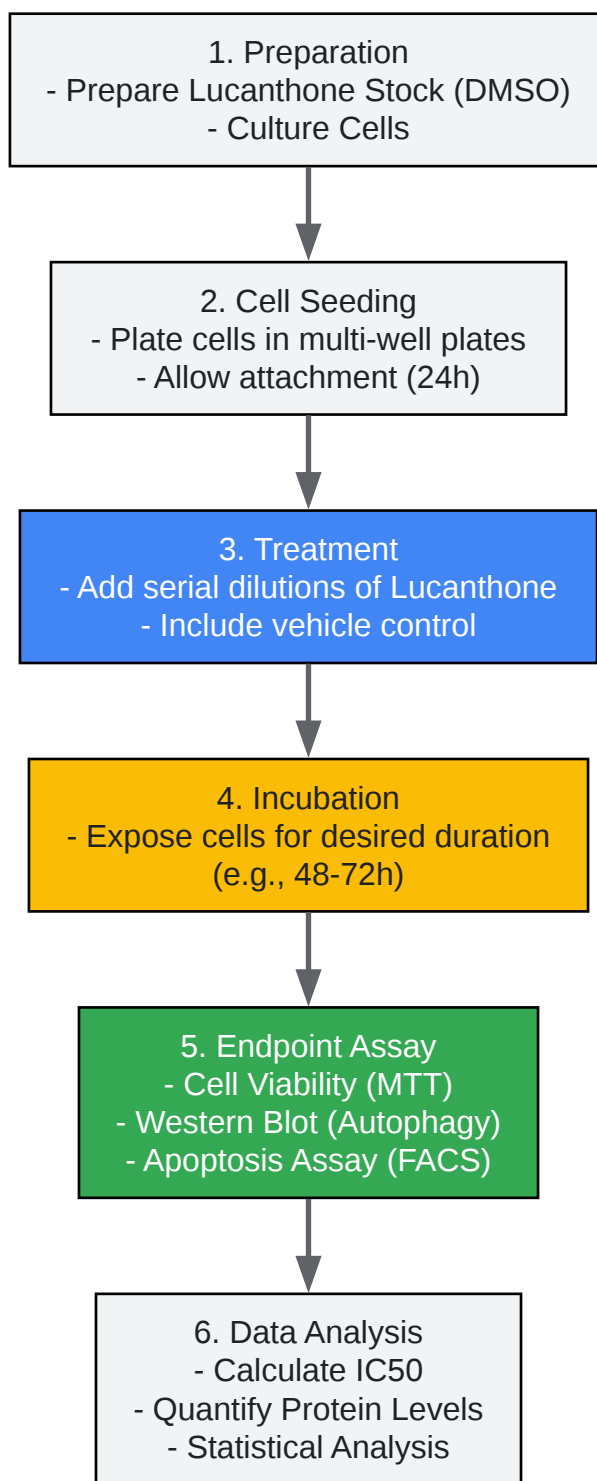 1. Preparation
- Prepare Lucanthone Stock (DMSO)
- Culture Cells
2. Cell Seeding
- Plate cells in multi-well plates
- Allow attachment (24h)
3. Treatment
- Add serial dilutions of Lucanthone
- Include vehicle control
4. Incubation
- Expose cells for desired duration
(e.g., 48-72h)
5. Endpoint Assay
- Cell Viability (MTT)
- Western Blot (Autophagy)
- Apoptosis Assay (FACS)
6. Data Analysis
- Calculate IC50
- Quantify Protein Levels
- Statistical Analysis